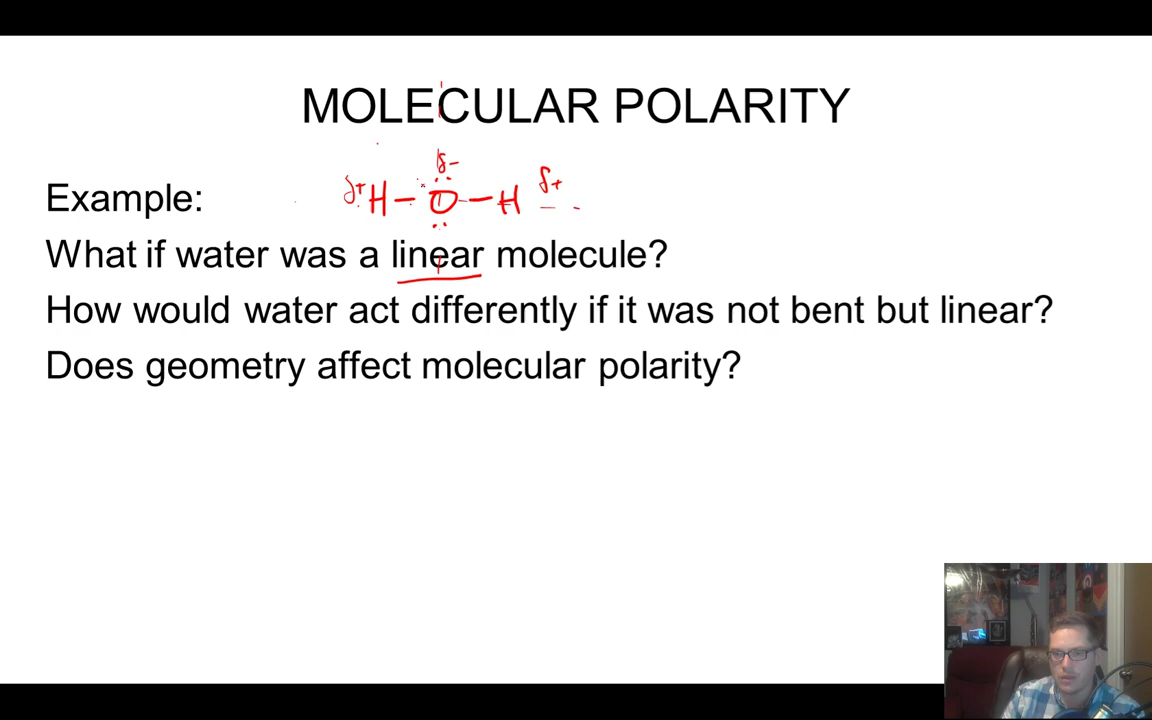 MOLECULAR POLARITY
δ-
Example: δ+ H - O - H δ+
What if water was a linear molecule?
How would water act differently if it was not bent but linear?
Does geometry affect molecular polarity?